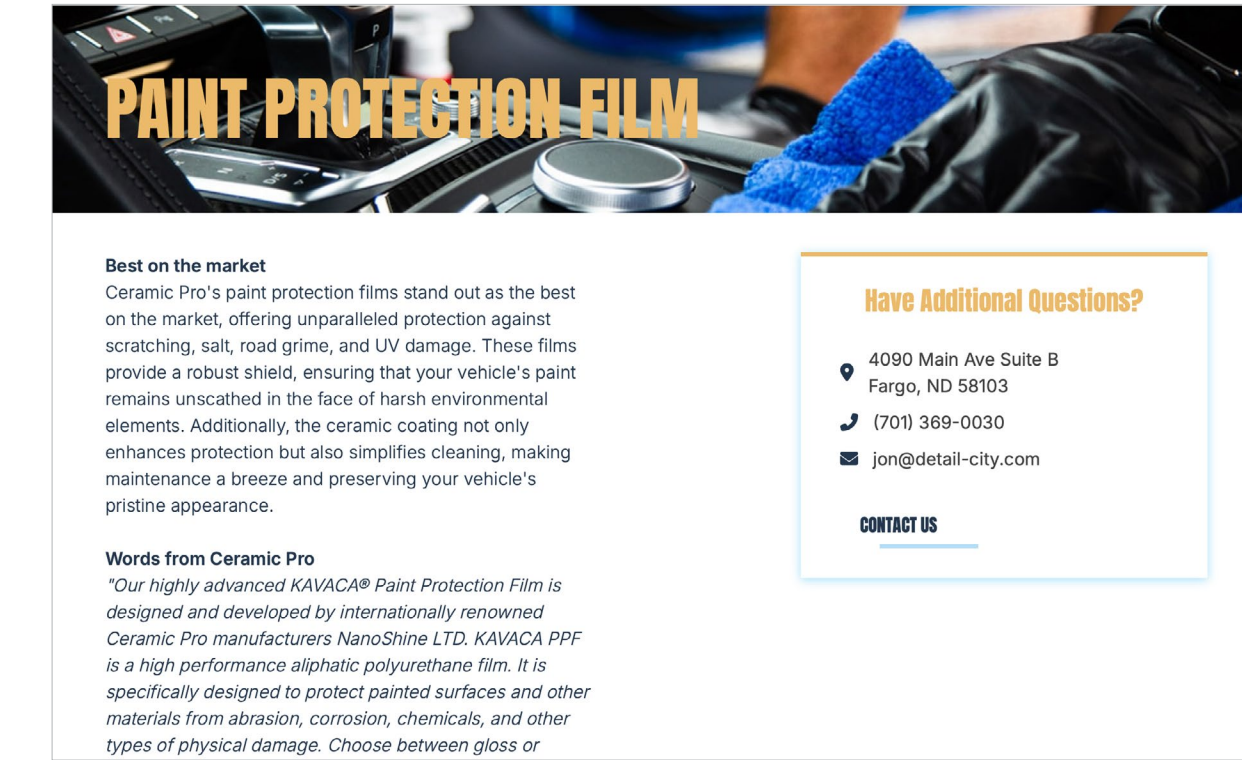 P
PAINT PROTECTION FILM
N
D/S
Best on the market
Ceramic Pro's paint protection films stand out as the best
on the market, offering unparalleled protection against
scratching, salt, road grime, and UV damage. These films
provide a robust shield, ensuring that your vehicle's paint
remains unscathed in the face of harsh environmental
elements. Additionally, the ceramic coating not only
enhances protection but also simplifies cleaning, making
maintenance a breeze and preserving your vehicle's
pristine appearance.
Words from Ceramic Pro
"Our highly advanced KAVACA® Paint Protection Film is
designed and developed by internationally renowned
Ceramic Pro manufacturers NanoShine LTD. KAVACA PPF
is a high performance aliphatic polyurethane film. It is
specifically designed to protect painted surfaces and other
materials from abrasion, corrosion, chemicals, and other
types of physical damage. Choose between gloss or
Have Additional Questions?
4090 Main Ave Suite B
Fargo, ND 58103
(701) 369-0030
jon@detail-city.com
CONTACT US